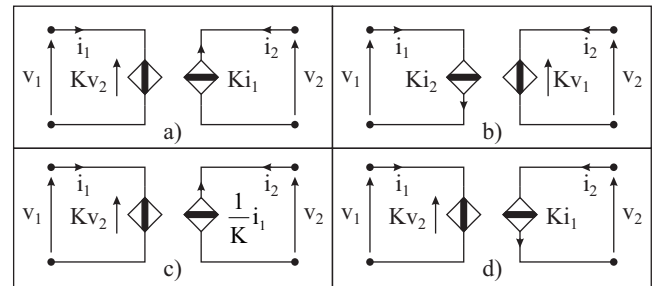 i₁ i₂ i₁ i₂
v₁ Kv₂ Ki₁ v₂ v₁ Ki₂ Kv₁ v₂
a) b)
i₁ i₂ i₁ i₂
v₁ Kv₂ 1/K i₁ v₂ v₁ Kv₂ Ki₁ v₂
c) d)